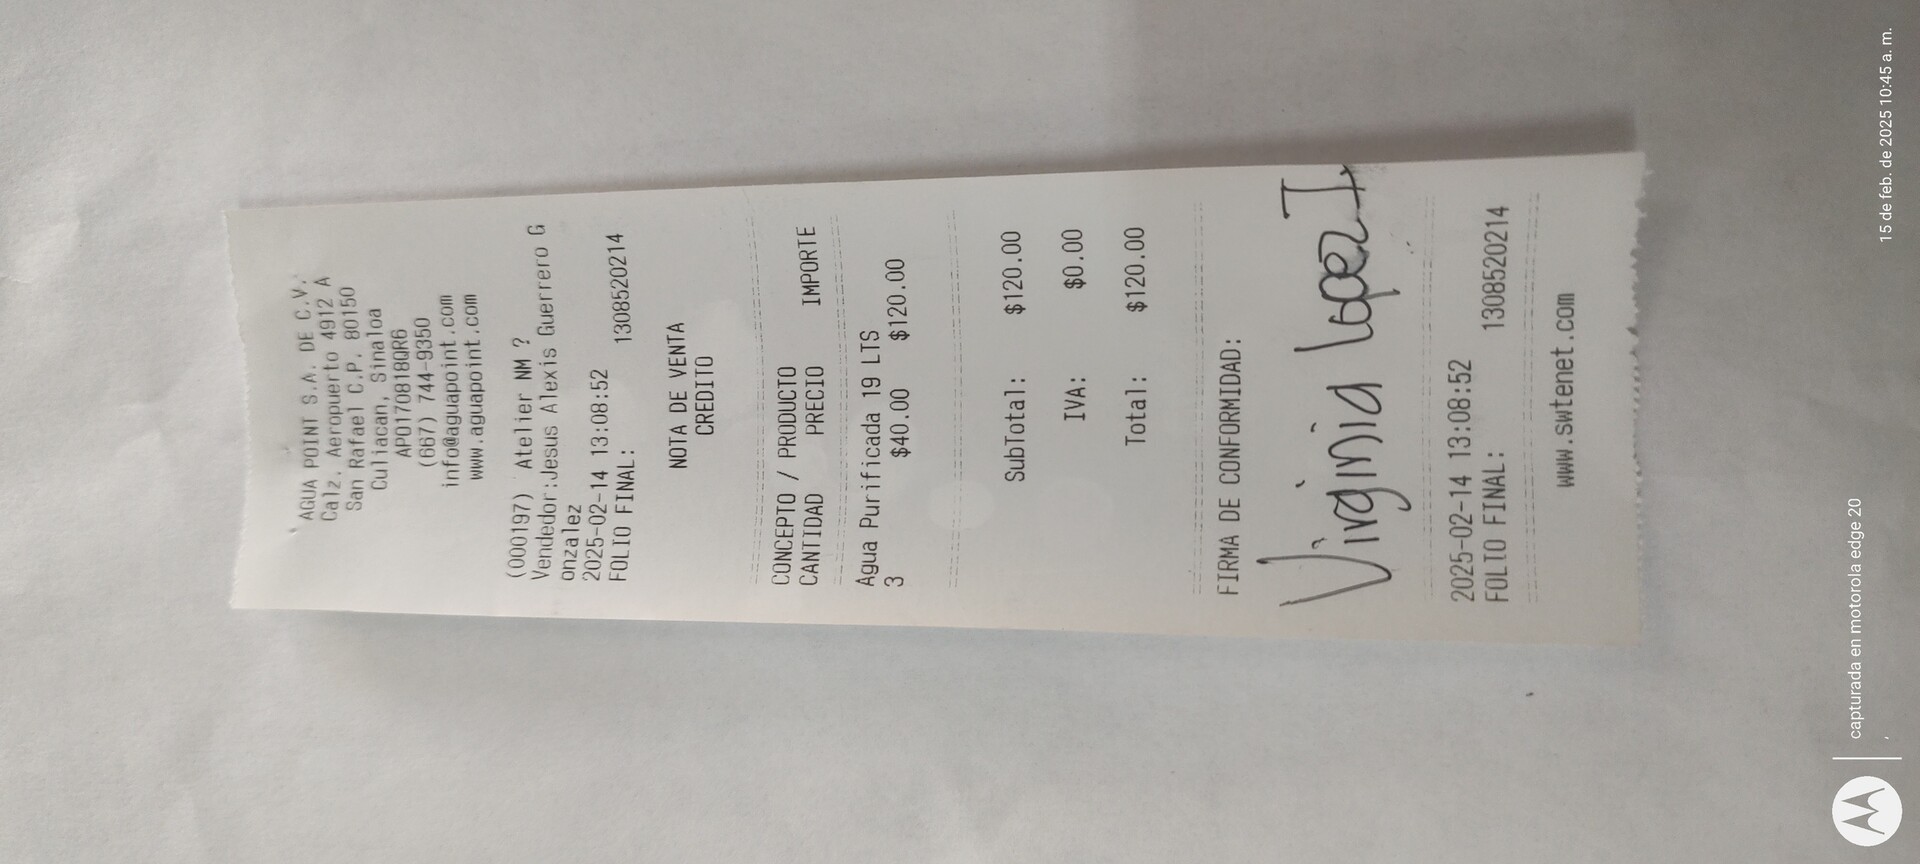 AGUA POINT S.A. DE C.V.
Calz. Aeropuerto 4912 A
San Rafael C.P. 80150
Culiacan, Sinaloa
APO170818QR6
(667) 744-9350
info@aguapoint.com
www.aguapoint.com
(000197) Atelier NM ?
Vendedor:Jesus Alexis Guerrero G
onzalez
2025-02-14 13:08:52
FOLIO FINAL: 1308520214
NOTA DE VENTA
CREDITO
CONCEPTO / PRODUCTO
CANTIDAD PRECIO IMPORTE
Agua Purificada 19 LTS
3 $40.00 $120.00
SubTotal: $120.00
IVA: $0.00
Total: $120.00
FIRMA DE CONFORMIDAD:
Virginia Lopez I
2025-02-14 13:08:52
FOLIO FINAL: 1308520214
www.swtenet.com
capturada en motorola edge 20
15 de feb. de 2025 10:45 a. m.